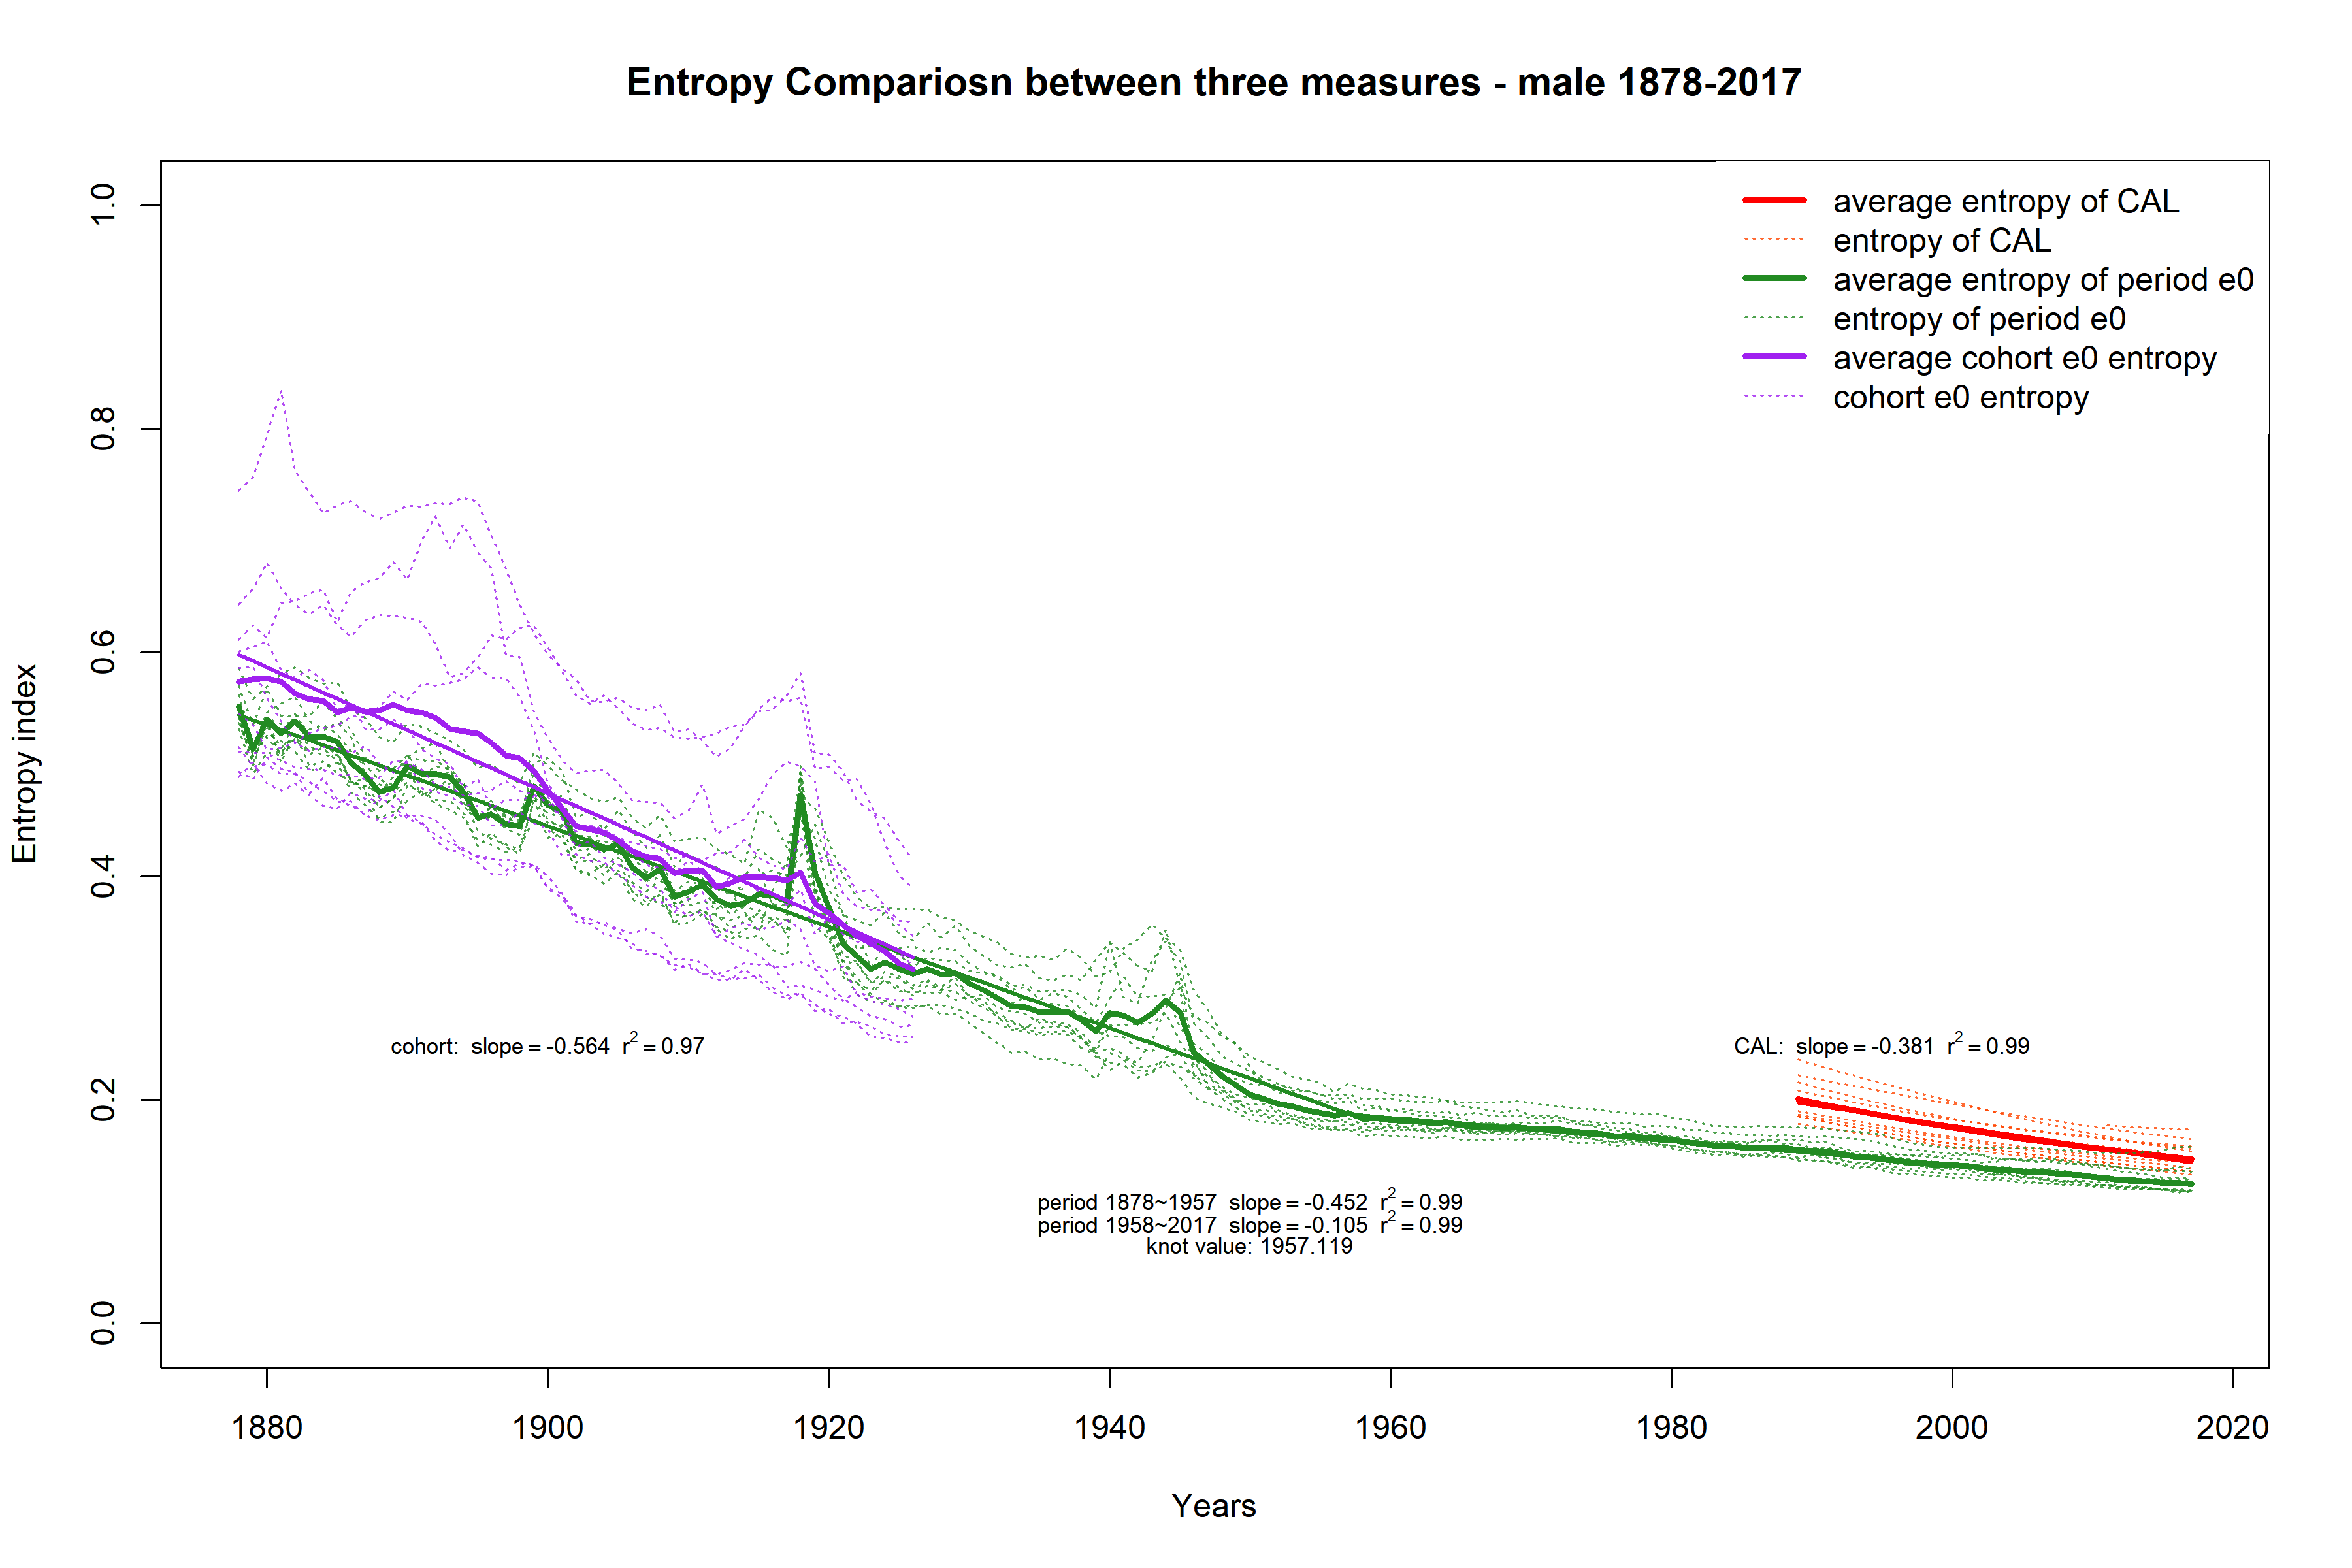 Entropy Compariosn between three measures - male 1878-2017
average entropy of CAL
entropy of CAL
average entropy of period e0
entropy of period e0
average cohort e0 entropy
cohort e0 entropy
1.0
0.8
0.6
0.4
0.2
0.0
Entropy index
cohort: slope = -0.564 r² = 0.97
CAL: slope = -0.381 r² = 0.99
period 1878~1957 slope = -0.452 r² = 0.99
period 1958~2017 slope = -0.105 r² = 0.99
knot value: 1957.119
1880 1900 1920 1940 1960 1980 2000 2020
Years